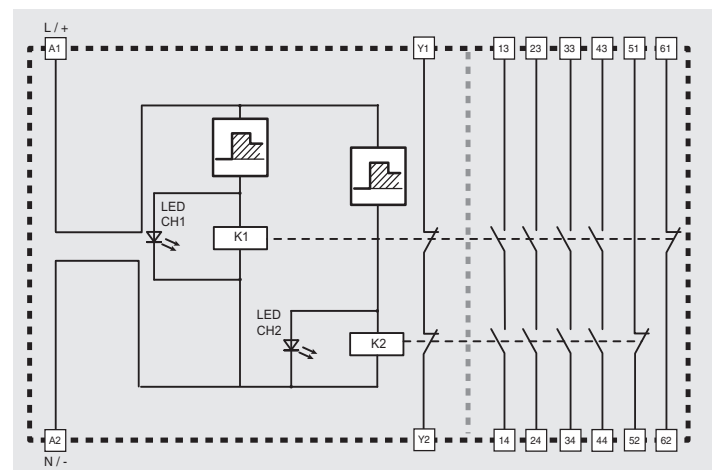 L / +
A1 Y1 13 23 33 43 51 61
LED
CH1
K1
LED
CH2
K2
A2 Y2 14 24 34 44 52 62
N / -